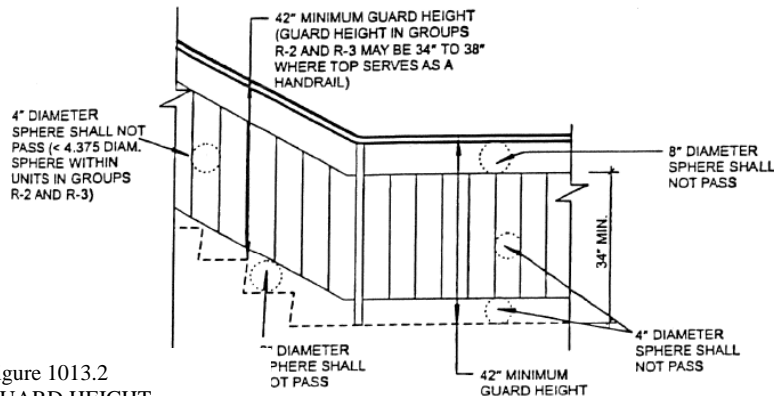 42" MINIMUM GUARD HEIGHT
(GUARD HEIGHT IN GROUPS
R-2 AND R-3 MAY BE 34" TO 38"
WHERE TOP SERVES AS A
HANDRAIL)
4" DIAMETER
SPHERE SHALL NOT
PASS (< 4.375 DIAM.
SPHERE WITHIN
UNITS IN GROUPS
R-2 AND R-3)
8" DIAMETER
SPHERE SHALL
NOT PASS
34" MIN.
" DIAMETER
PHERE SHALL
OT PASS
4" DIAMETER
SPHERE SHALL
NOT PASS
42" MINIMUM
GUARD HEIGHT
gure 1013.2
UARD HEIGHT